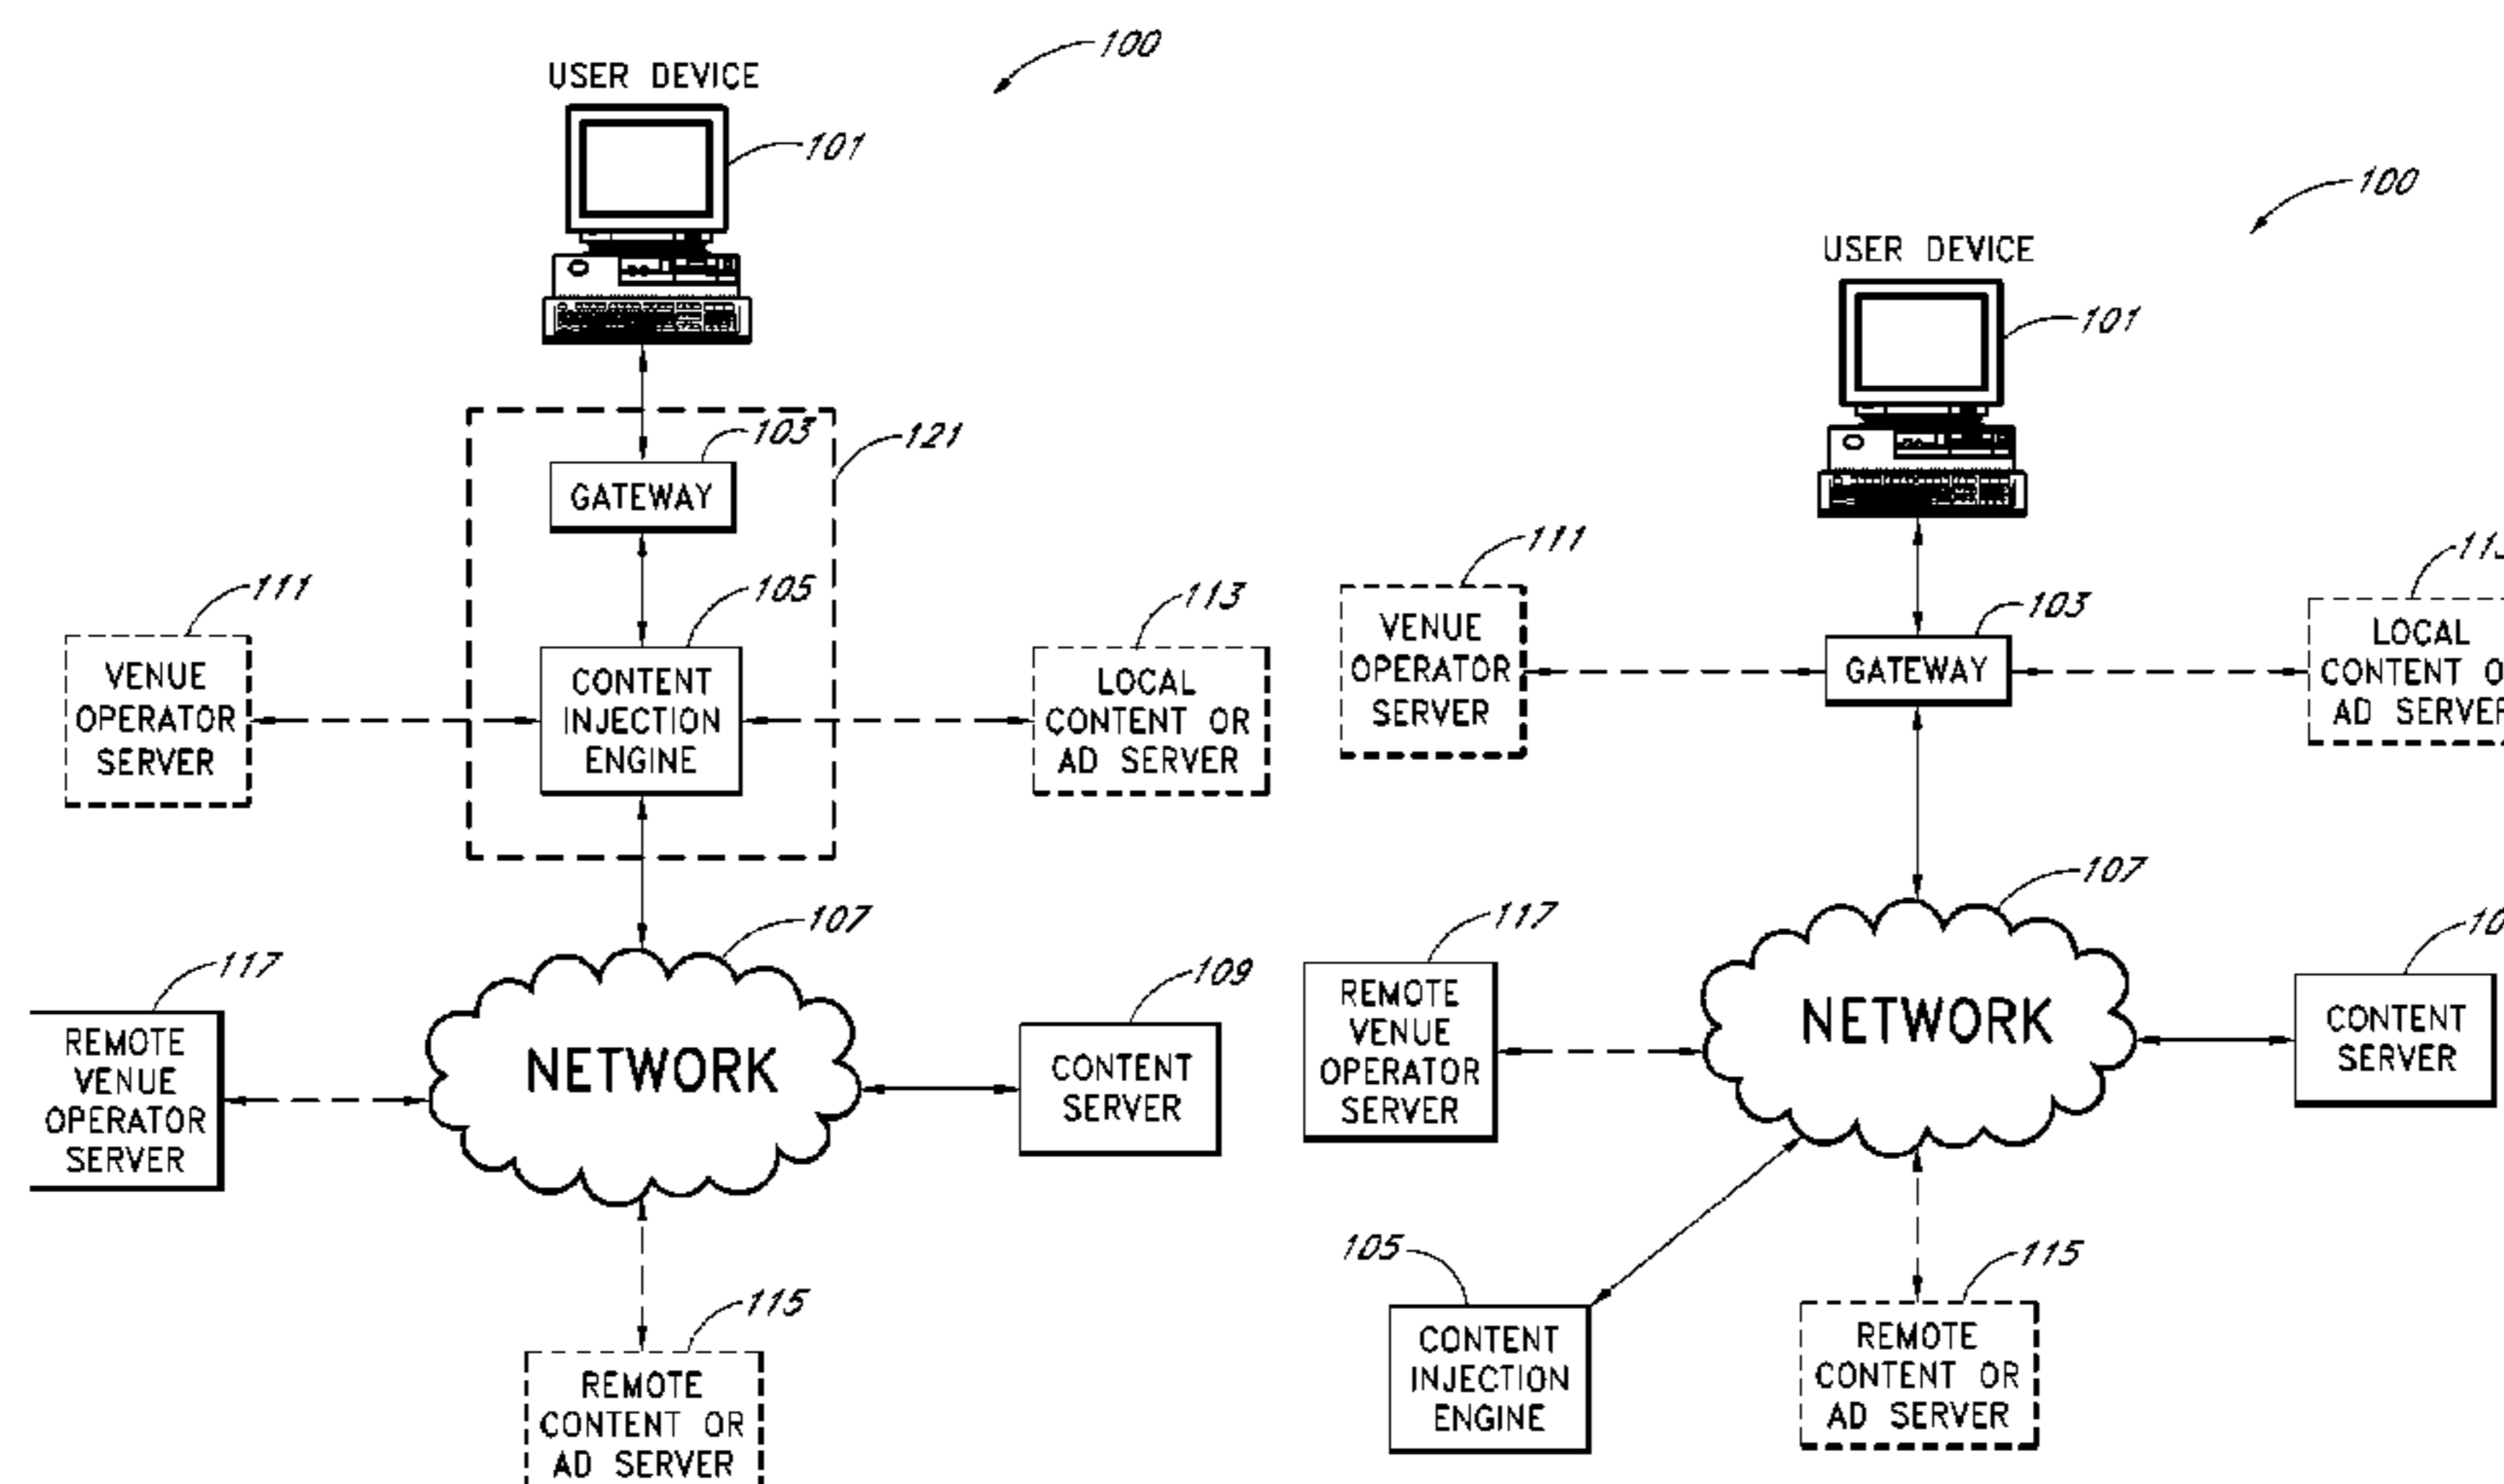 100
USER DEVICE
101
103
121
GATEWAY
105
111
113
VENUE
OPERATOR
SERVER
CONTENT
INJECTION
ENGINE
LOCAL
CONTENT OR
AD SERVER
107
117
109
REMOTE
VENUE
OPERATOR
SERVER
NETWORK
CONTENT
SERVER
115
REMOTE
CONTENT OR
AD SERVER
100
USER DEVICE
101
111
103
VENUE
OPERATOR
SERVER
GATEWAY
LOCAL
CONTENT
AD SERVER
107
117
REMOTE
VENUE
OPERATOR
SERVER
NETWORK
CONTENT
SERVER
105
115
CONTENT
INJECTION
ENGINE
REMOTE
CONTENT OR
AD SERVER